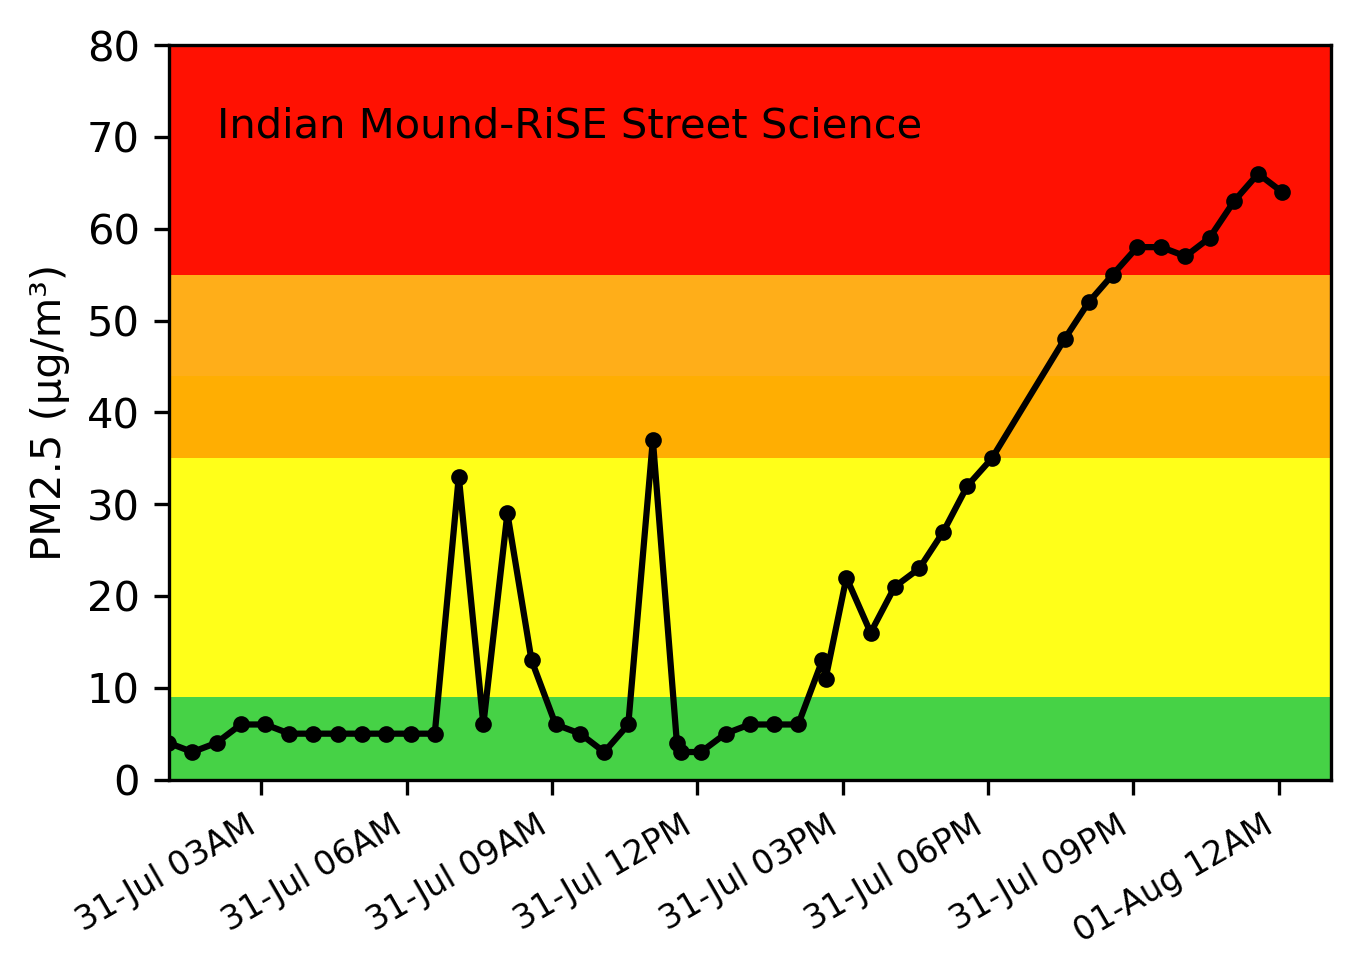 80
Indian Mound-RiSE Street Science
70
60
50
40
30
20
10
0
PM2.5 (µg/m³)
31-Jul 03AM
31-Jul 06AM
31-Jul 09AM
31-Jul 12PM
31-Jul 03PM
31-Jul 06PM
31-Jul 09PM
01-Aug 12AM